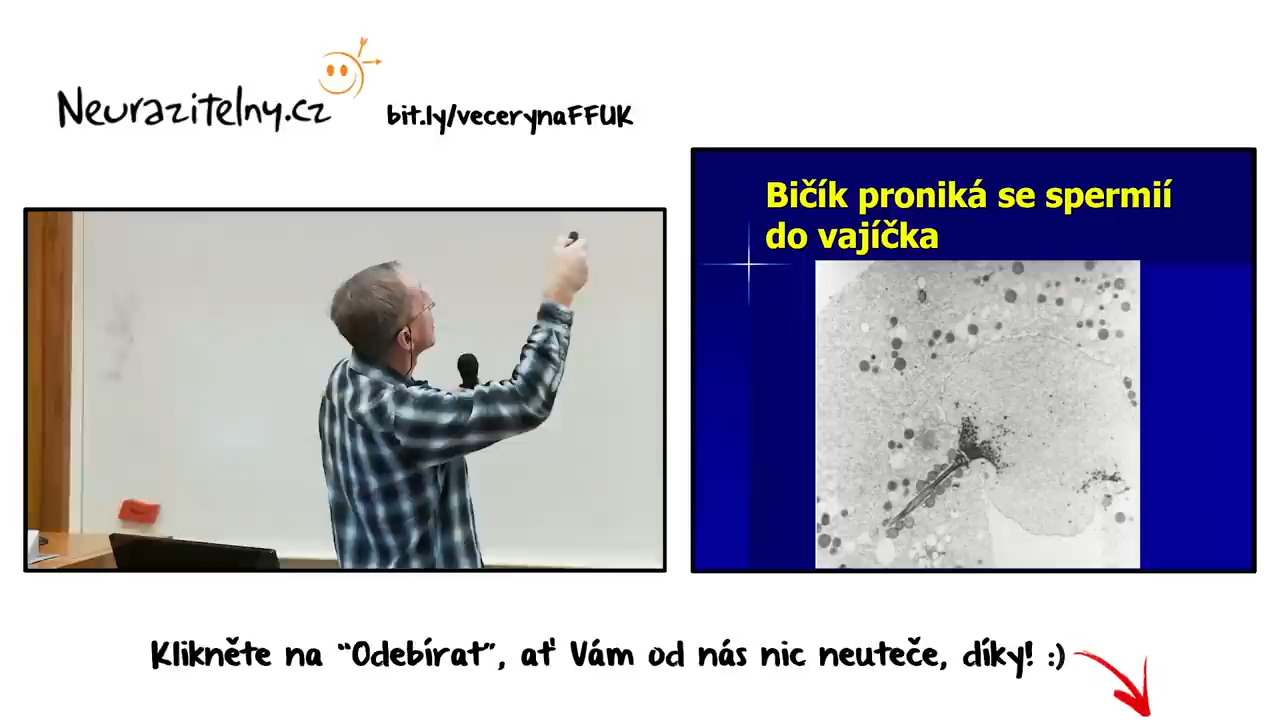 Neurazitelny.cz
bit.ly/vecerynaFFUK
Bičík proniká se spermií
do vajíčka
Klikněte na “Odebírat”, ať Vám od nás nic neuteče, díky! :)